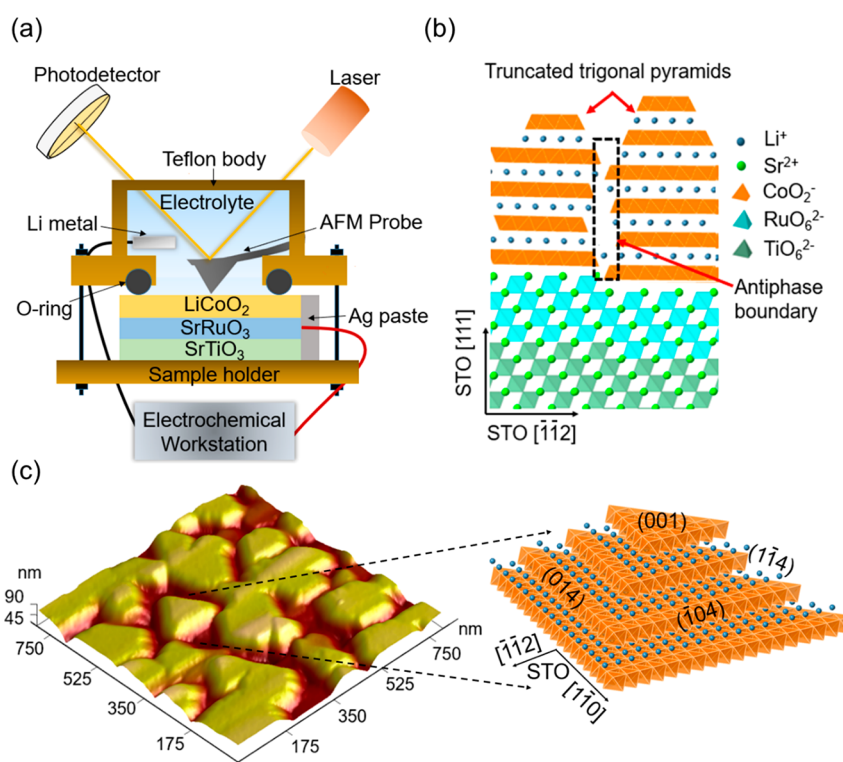 (a)
Photodetector
Laser
Teflon body
Electrolyte
Li metal
AFM Probe
O-ring
LiCoO₂
Ag paste
SrRuO₃
SrTiO₃
Sample holder
Electrochemical
Workstation
(b)
Truncated trigonal pyramids
Li⁺
Sr²⁺
CoO₂⁻
RuO₆²⁻
TiO₆²⁻
Antiphase
boundary
STO [111]
STO [1̅1̅2]
(c)
nm
90
45
750
525
350
175
175
350
525
750
nm
(001)
(11̅4)
(014)
(1̅04)
[1̅1̅2]
STO
[11̅0]